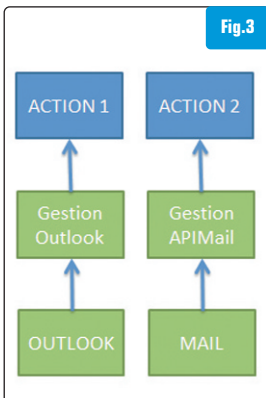 Fig.3
ACTION 1
ACTION 2
Gestion
Outlook
Gestion
APIMail
OUTLOOK
MAIL